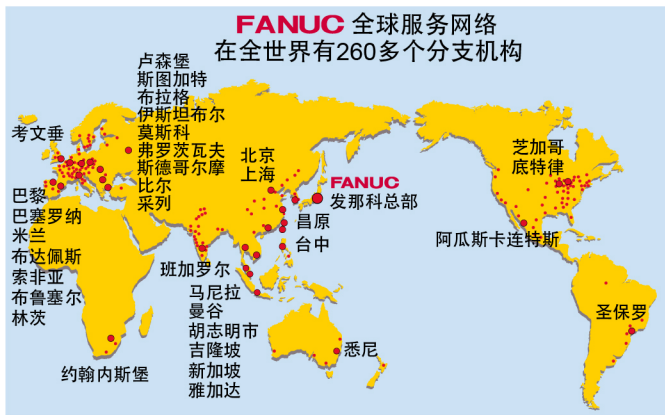 FANUC 全球服务网络
在全世界有260多个分支机构
卢森堡
斯图加特
布拉格
伊斯坦布尔
莫斯科
弗罗茨瓦夫
斯德哥尔摩
比尔
采列
考文垂
巴黎
巴塞罗纳
米兰
布达佩斯
索非亚
布鲁塞尔
林茨
约翰内斯堡
北京
上海
FANUC
发那科总部
昌原
台中
班加罗尔
马尼拉
曼谷
胡志明市
吉隆坡
新加坡
雅加达
悉尼
芝加哥
底特律
阿瓜斯卡连特斯
圣保罗